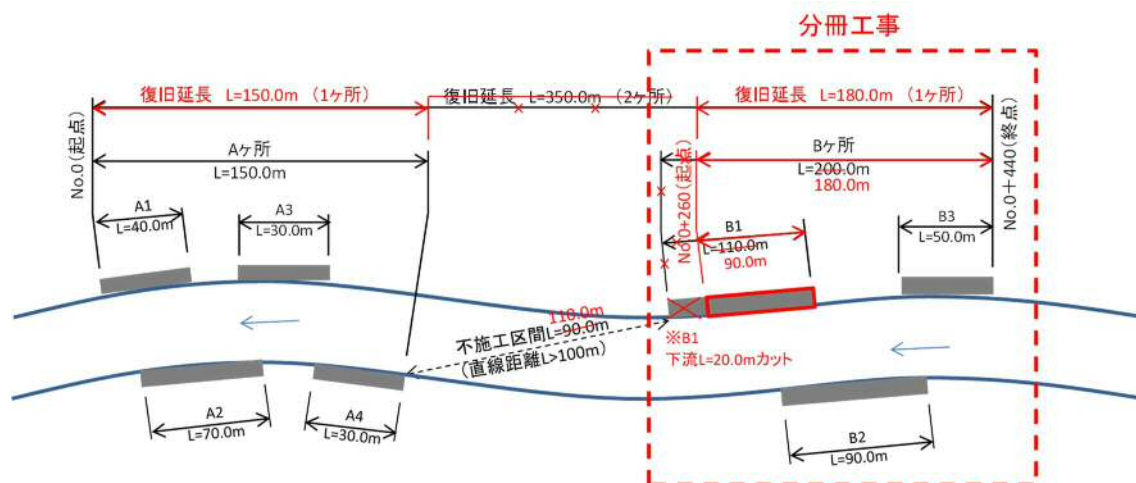 分冊工事
復旧延長 L=150.0m (1ヶ所)
復旧延長 L=350.0m (2ヶ所)
復旧延長 L=180.0m (1ヶ所)
No.0(起点)
Aヶ所
L=150.0m
No.0+260(起点)
Bヶ所
L=200.0m
180.0m
No.0+440(終点)
A1
L=40.0m
A3
L=30.0m
B1
L=110.0m
90.0m
B3
L=50.0m
110.0m
不施工区間L=90.0m
(直線距離L>100m)
※B1
下流L=20.0mカット
A2
L=70.0m
A4
L=30.0m
B2
L=90.0m